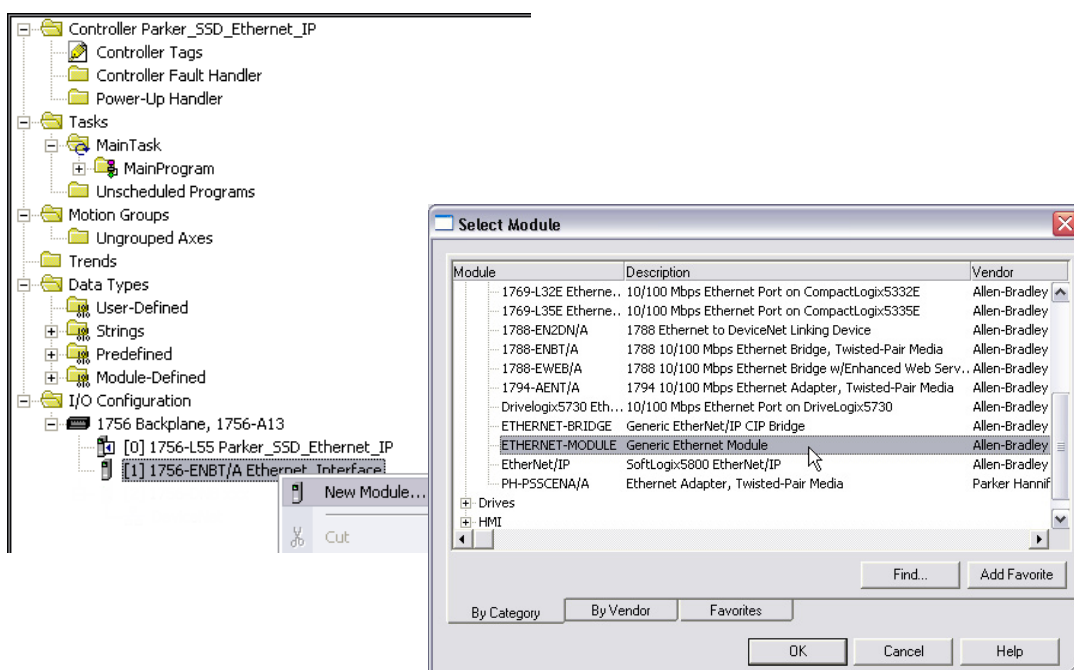 Controller Parker_SSD_Ethernet_IP
Controller Tags
Controller Fault Handler
Power-Up Handler
Tasks
MainTask
MainProgram
Unscheduled Programs
Motion Groups
Ungrouped Axes
Trends
Data Types
User-Defined
Strings
Predefined
Module-Defined
I/O Configuration
1756 Backplane, 1756-A13
[0] 1756-L55 Parker_SSD_Ethernet_IP
[1] 1756-ENBT/A Ethernet_Interface
New Module...
Cut
Select Module
Module Description Vendor
1769-L32E Etherne.. 10/100 Mbps Ethernet Port on CompactLogix5332E Allen-Bradley
1769-L35E Etherne.. 10/100 Mbps Ethernet Port on CompactLogix5335E Allen-Bradley
1788-EN2DN/A 1788 Ethernet to DeviceNet Linking Device Allen-Bradley
1788-ENBT/A 1788 10/100 Mbps Ethernet Bridge, Twisted-Pair Media Allen-Bradley
1788-EWEB/A 1788 10/100 Mbps Ethernet Bridge w/Enhanced Web Serv.. Allen-Bradley
1794-AENT/A 1794 10/100 Mbps Ethernet Adapter, Twisted-Pair Media Allen-Bradley
Drivelogix5730 Eth... 10/100 Mbps Ethernet Port on DriveLogix5730 Allen-Bradley
ETHERNET-BRIDGE Generic EtherNet/IP CIP Bridge Allen-Bradley
ETHERNET-MODULE Generic Ethernet Module Allen-Bradley
EtherNet/IP SoftLogix5800 EtherNet/IP Allen-Bradley
PH-PSSCENA/A Ethernet Adapter, Twisted-Pair Media Parker Hannif
Drives
HMI
Find... Add Favorite
By Category By Vendor Favorites
OK Cancel Help